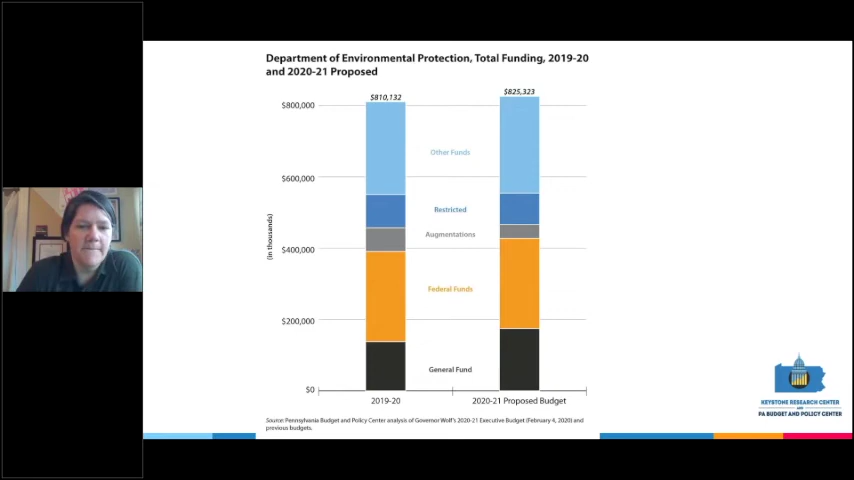 Department of Environmental Protection, Total Funding, 2019-20
and 2020-21 Proposed
$810,132
$825,323
$800,000
$600,000
$400,000
$200,000
$0
(in thousands)
Other Funds
Restricted
Augmentations
Federal Funds
General Fund
2019-20
2020-21 Proposed Budget
Source: Pennsylvania Budget and Policy Center analysis of Governor Wolf's 2020-21 Executive Budget (February 4, 2020) and
previous budgets.
KEYSTONE RESEARCH CENTER
AND
PA BUDGET AND POLICY CENTER